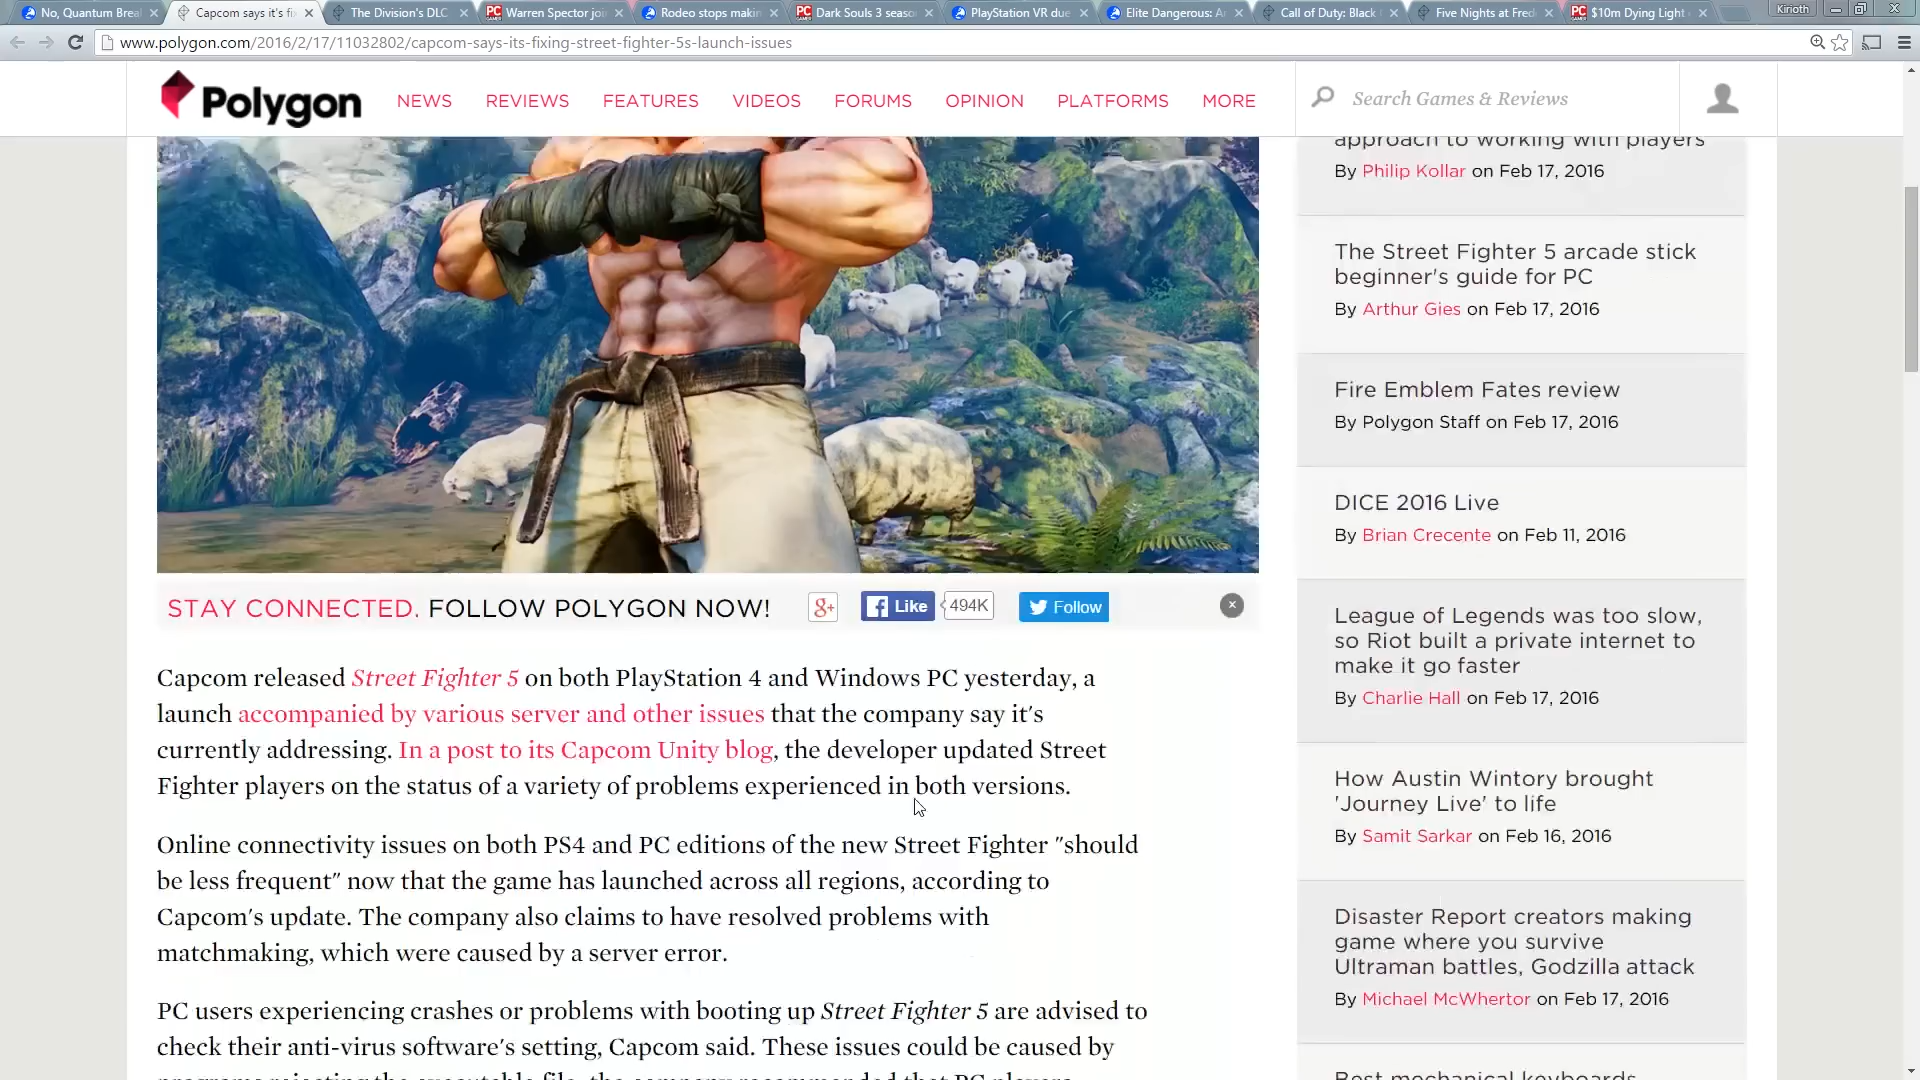 No, Quantum Brea
Capcom says it's fi
The Division's DLC
Warren Spector joi
Rodeo stops makin
Dark Souls 3 seaso
PlayStation VR due
Elite Dangerous: A
Call of Duty: Black
Five Nights at Fred
$10m Dying Light
Kirioth
www.polygon.com/2016/2/17/11032802/capcom-says-its-fixing-street-fighter-5s-launch-issues
Polygon
NEWS
REVIEWS
FEATURES
VIDEOS
FORUMS
OPINION
PLATFORMS
MORE
Search Games & Reviews
STAY CONNECTED. FOLLOW POLYGON NOW!
g+
Like
494K
Follow
Capcom released Street Fighter 5 on both PlayStation 4 and Windows PC yesterday, a
launch accompanied by various server and other issues that the company say it's
currently addressing. In a post to its Capcom Unity blog, the developer updated Street
Fighter players on the status of a variety of problems experienced in both versions.
Online connectivity issues on both PS4 and PC editions of the new Street Fighter "should
be less frequent" now that the game has launched across all regions, according to
Capcom's update. The company also claims to have resolved problems with
matchmaking, which were caused by a server error.
PC users experiencing crashes or problems with booting up Street Fighter 5 are advised to
check their anti-virus software's setting, Capcom said. These issues could be caused by
programs rejecting the executable file, the company recommended that PC players
approach to working with players
By Philip Kollar on Feb 17, 2016
The Street Fighter 5 arcade stick
beginner's guide for PC
By Arthur Gies on Feb 17, 2016
Fire Emblem Fates review
By Polygon Staff on Feb 17, 2016
DICE 2016 Live
By Brian Crecente on Feb 11, 2016
League of Legends was too slow,
so Riot built a private internet to
make it go faster
By Charlie Hall on Feb 17, 2016
How Austin Wintory brought
'Journey Live' to life
By Samit Sarkar on Feb 16, 2016
Disaster Report creators making
game where you survive
Ultraman battles, Godzilla attack
By Michael McWhertor on Feb 17, 2016
Best mechanical keyboards